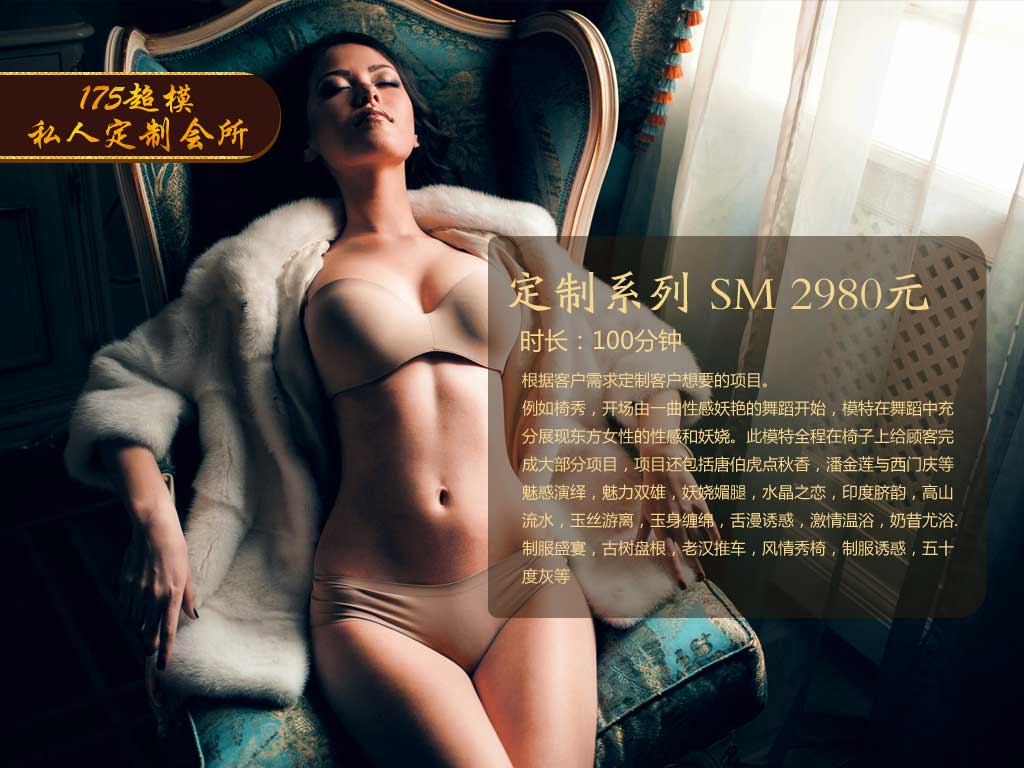 175超模
私人定制会所
定制系列 SM 2980元
时长：100分钟
根据客户需求定制客户想要的项目。
例如椅秀，开场由一曲性感妖艳的舞蹈开始，模特在舞蹈中充
分展现东方女性的性感和妖娆。此模特全程在椅子上给顾客完
成大部分项目，项目还包括唐伯虎点秋香，潘金莲与西门庆等
魅惑演绎，魅力双雄，妖娆媚腿，水晶之恋，印度脐韵，高山
流水，玉丝游离，玉身缠绵，舌漫诱惑，激情温浴，奶昔尤浴.
制服盛宴，古树盘根，老汉推车，风情秀椅，制服诱惑，五十
度灰等